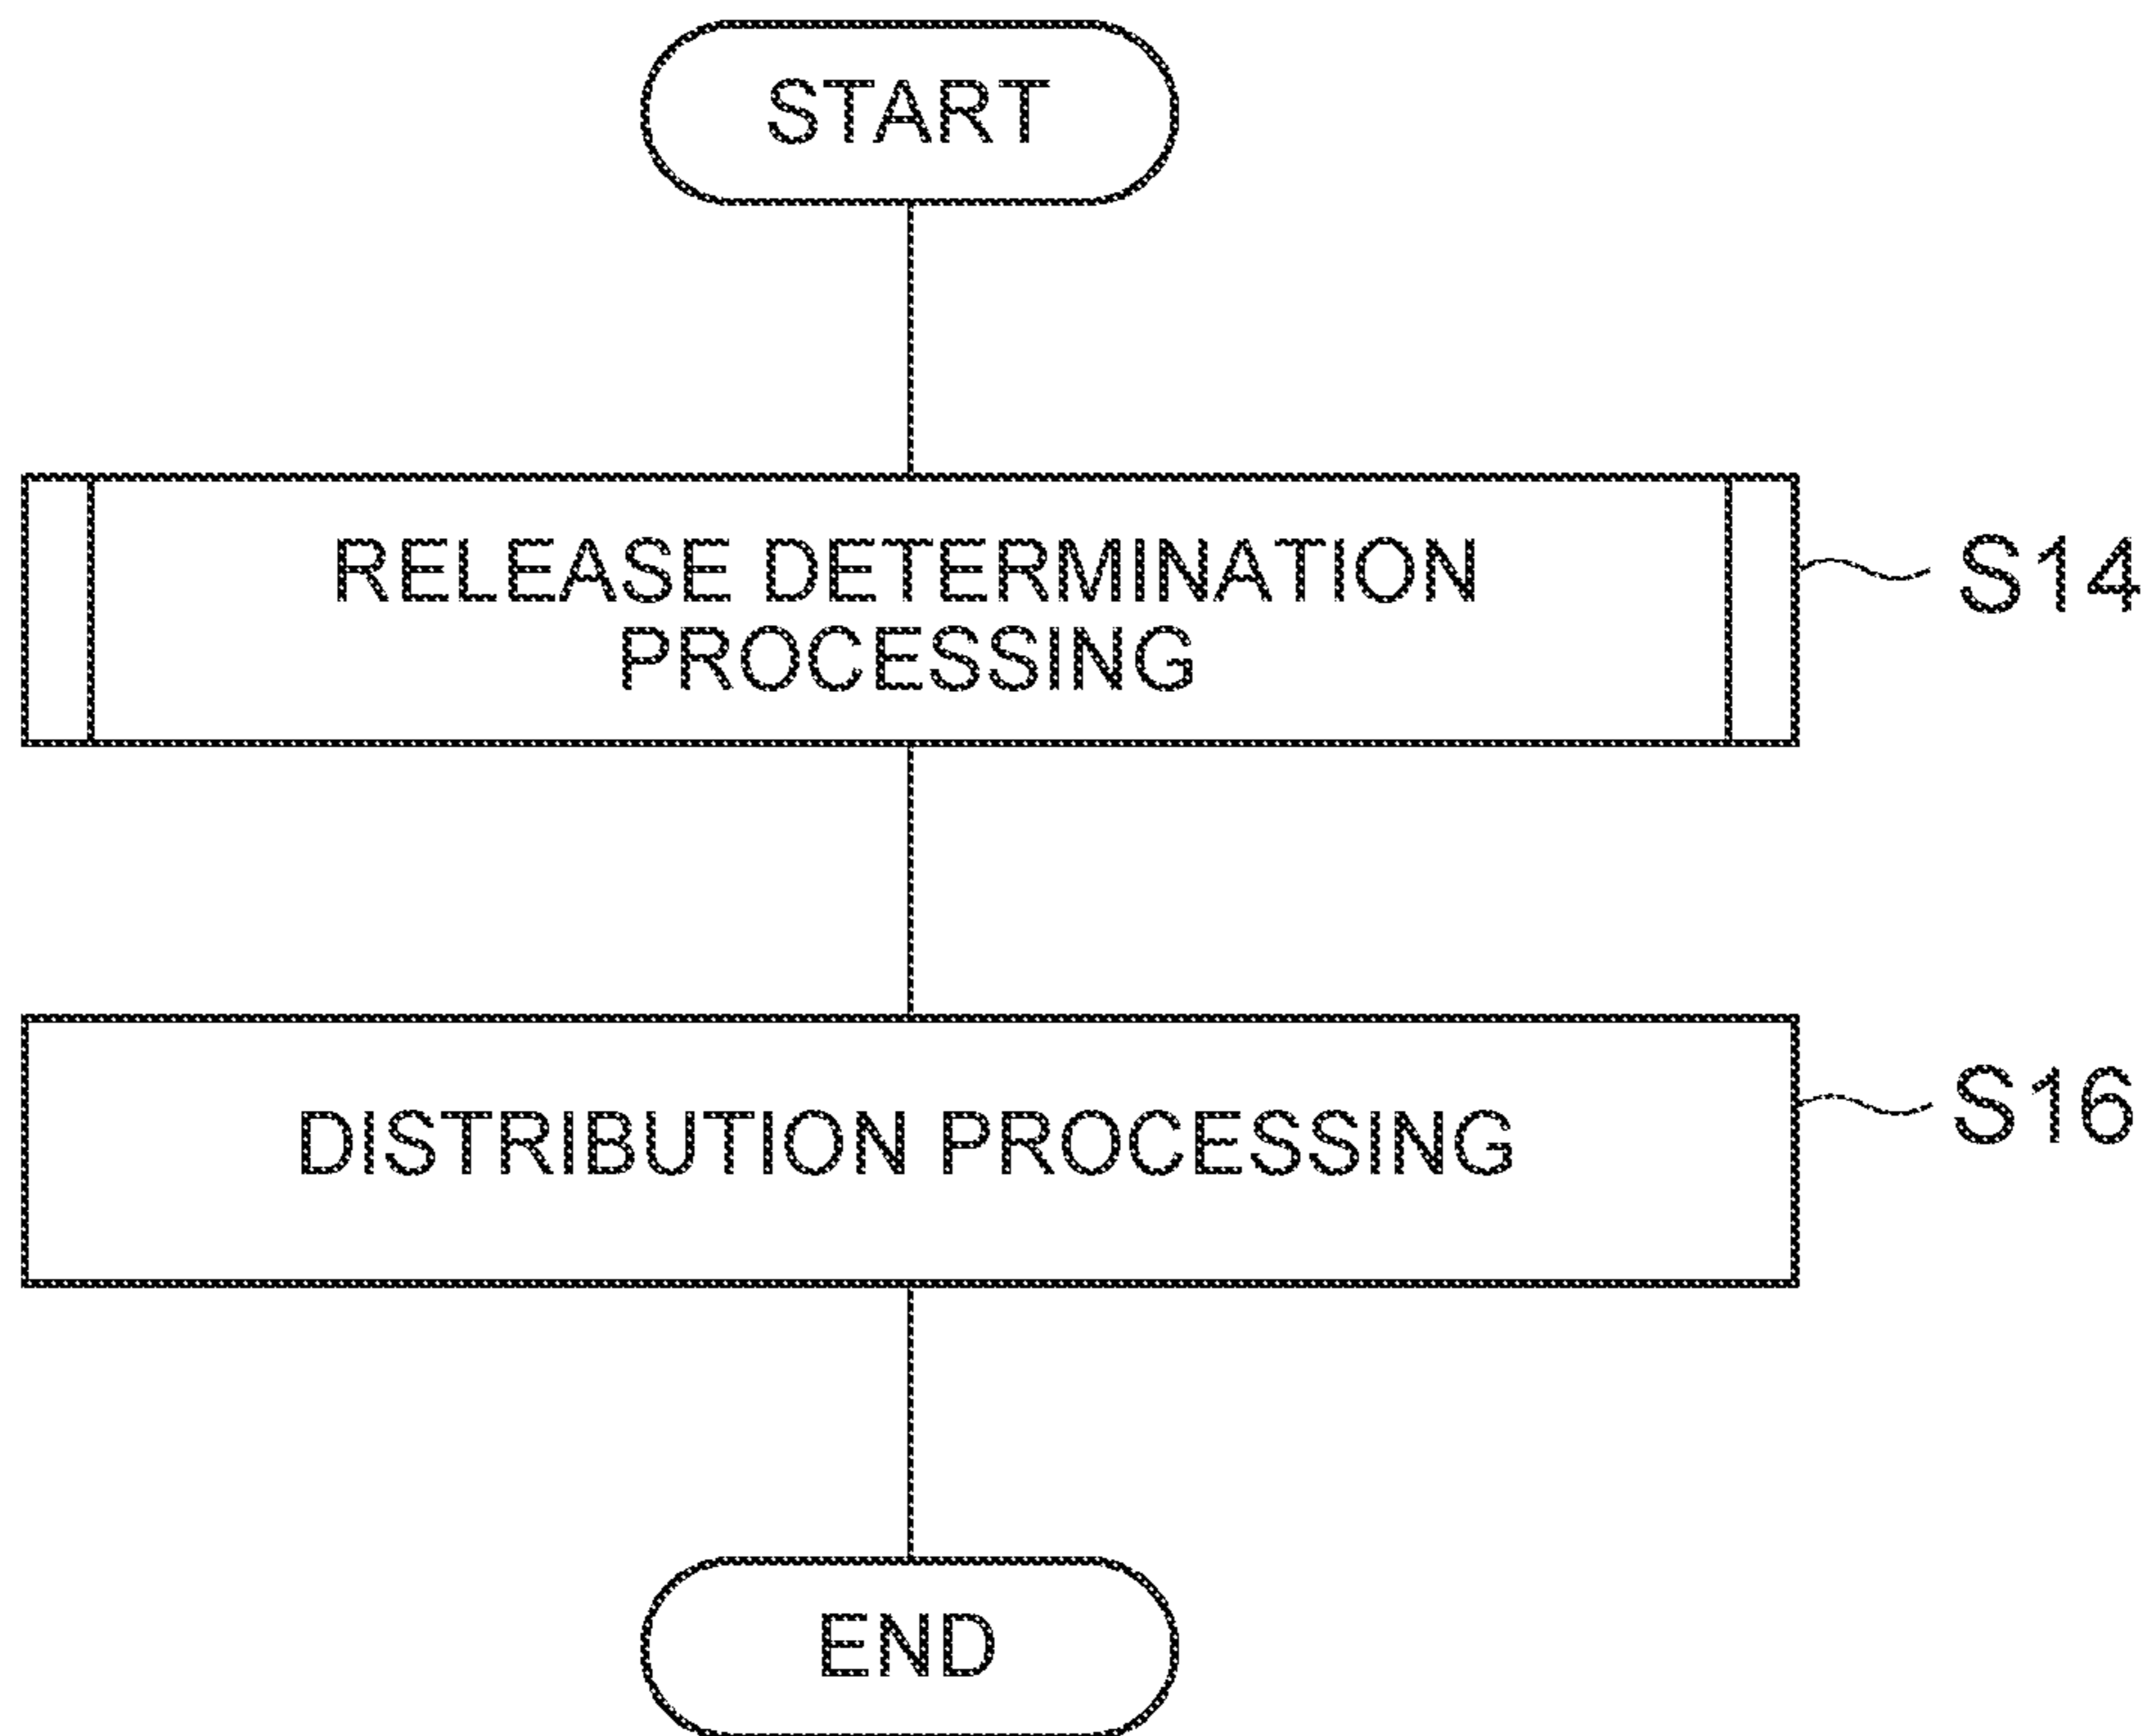 START
RELEASE DETERMINATION
PROCESSING
S14
DISTRIBUTION PROCESSING
S16
END